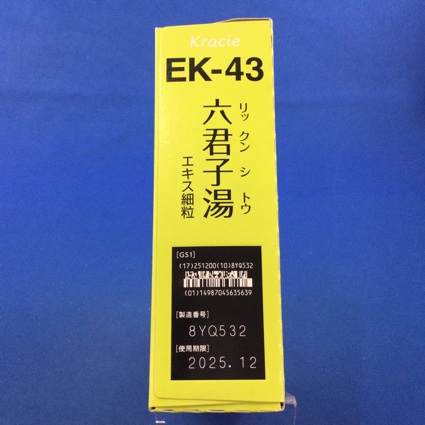 Kracie
EK-43
六君子湯
リックンシトウ
エキス細粒
[GS1]
(17)251200(10)8YQ532
(01)14987045635639
[製造番号]
8YQ532
[使用期限]
2025.12